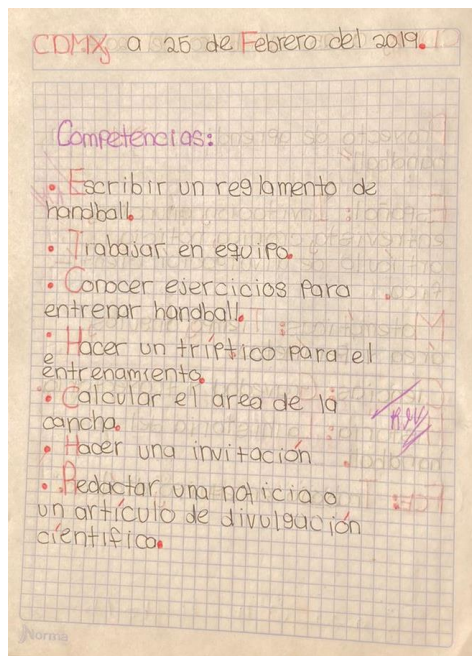 CDMX a 25 de Febrero del 2019.
Competencias:
• Escribir un reglamento de
handball.
• Trabajar en equipo.
• Conocer ejercicios para
entrenar handball.
• Hacer un tríptico para el
entrenamiento.
• Calcular el area de la
cancha.
• Hacer una invitación
• Redactar una noticia o
un artículo de divulgación
científica.
Norma